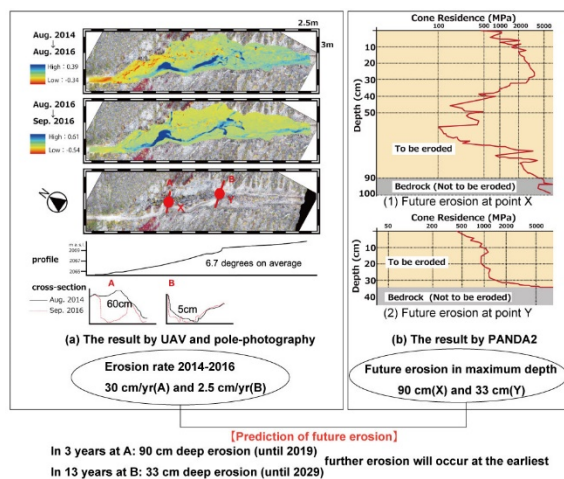 2.5m
3m
Aug. 2014
↓
Aug. 2016
High : 0.39
Low : -0.34
Aug. 2016
↓
Sep. 2016
High : 0.61
Low : -0.54
A
B
X
Y
N
profile
2069
2067
2065
6.7 degrees on average
cross-section
A
B
Aug. 2014
Sep. 2016
60cm
5cm
(a) The result by UAV and pole-photography
Erosion rate 2014-2016
30 cm/yr(A) and 2.5 cm/yr(B)
Cone Residence (MPa)
100
500
1000
2000
5000
Depth (cm)
10
20
30
40
50
To be eroded
90
Bedrock (Not to be eroded)
100
(1) Future erosion at point X
Cone Residence (MPa)
100
500
1000
2000
5000
Depth (cm)
10
20
30
40
To be eroded
Bedrock (Not to be eroded)
(2) Future erosion at point Y
(b) The result by PANDA2
Future erosion in maximum depth
90 cm(X) and 33 cm(Y)
【Prediction of future erosion】
In 3 years at A: 90 cm deep erosion (until 2019)
In 13 years at B: 33 cm deep erosion (until 2029)
further erosion will occur at the earliest